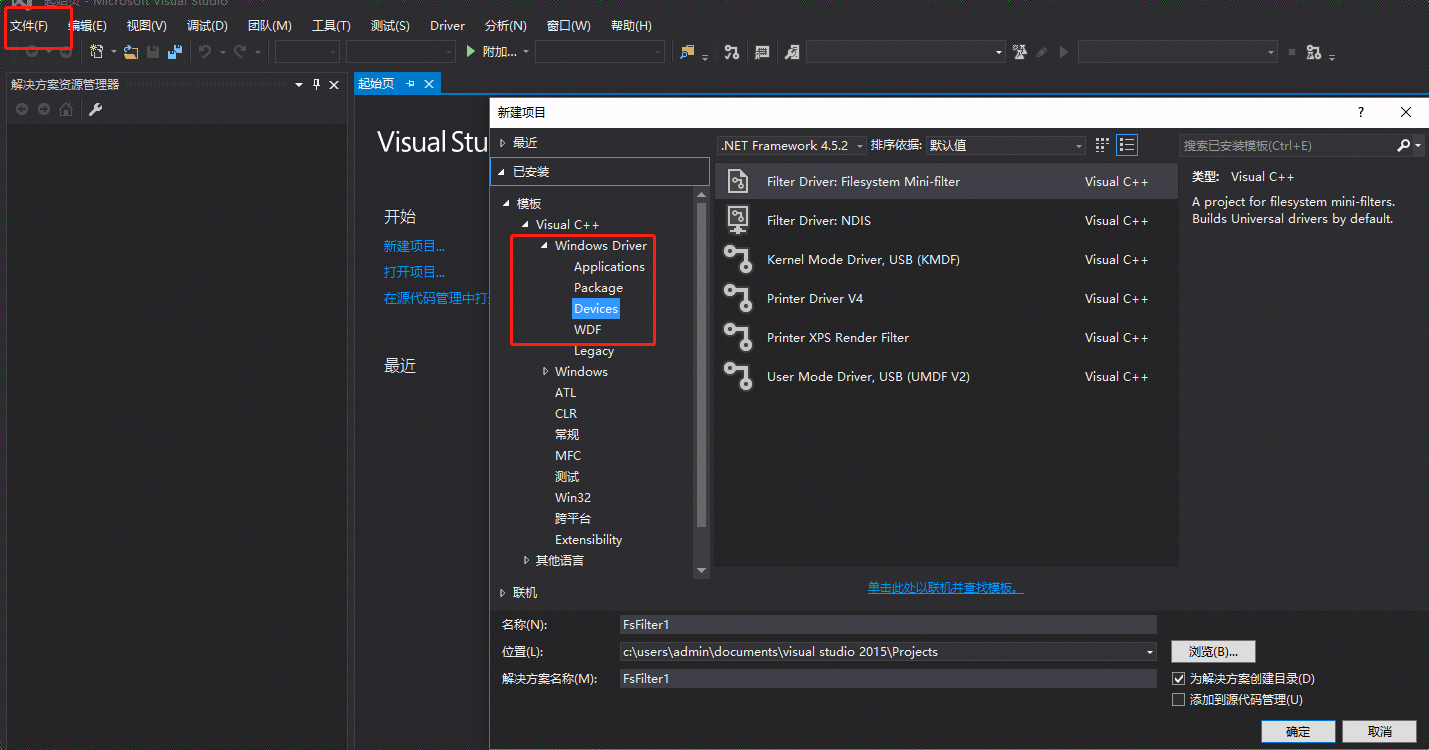 起始页 - Microsoft Visual Studio
文件(F) 编辑(E) 视图(V) 调试(D) 团队(M) 工具(T) 测试(S) Driver 分析(N) 窗口(W) 帮助(H)
附加...
解决方案资源管理器
起始页
Visual Stu
开始
新建项目...
打开项目...
在源代码管理中打
最近
新建项目
?
最近
已安装
模板
Visual C++
Windows Driver
Applications
Package
Devices
WDF
Legacy
Windows
ATL
CLR
常规
MFC
测试
Win32
跨平台
Extensibility
其他语言
联机
.NET Framework 4.5.2 排序依据: 默认值
Filter Driver: Filesystem Mini-filter Visual C++
Filter Driver: NDIS Visual C++
Kernel Mode Driver, USB (KMDF) Visual C++
Printer Driver V4 Visual C++
Printer XPS Render Filter Visual C++
User Mode Driver, USB (UMDF V2) Visual C++
单击此处以联机并查找模板。
搜索已安装模板(Ctrl+E)
类型: Visual C++
A project for filesystem mini-filters.
Builds Universal drivers by default.
名称(N): FsFilter1
位置(L): c:\users\admin\documents\visual studio 2015\Projects 浏览(B)...
解决方案名称(M): FsFilter1
为解决方案创建目录(D)
添加到源代码管理(U)
确定 取消